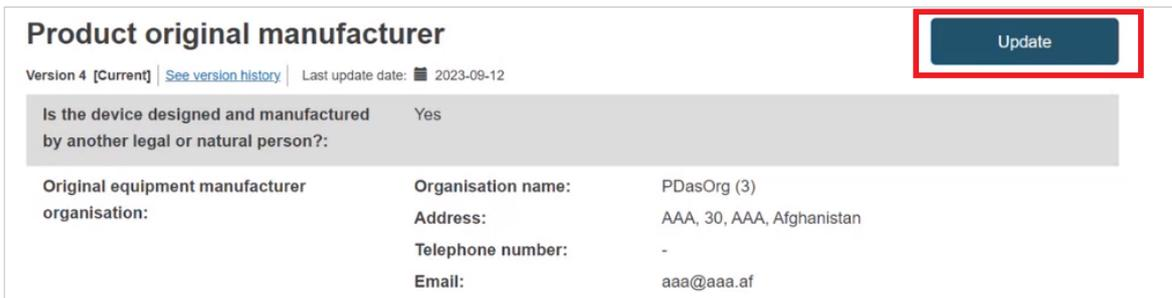 Product original manufacturer
Update
Version 4 [Current] See version history Last update date: 2023-09-12
Is the device designed and manufactured Yes
by another legal or natural person?:
Original equipment manufacturer Organisation name: PDasOrg (3)
organisation:
Address: AAA, 30, AAA, Afghanistan
Telephone number: -
Email: aaa@aaa.af